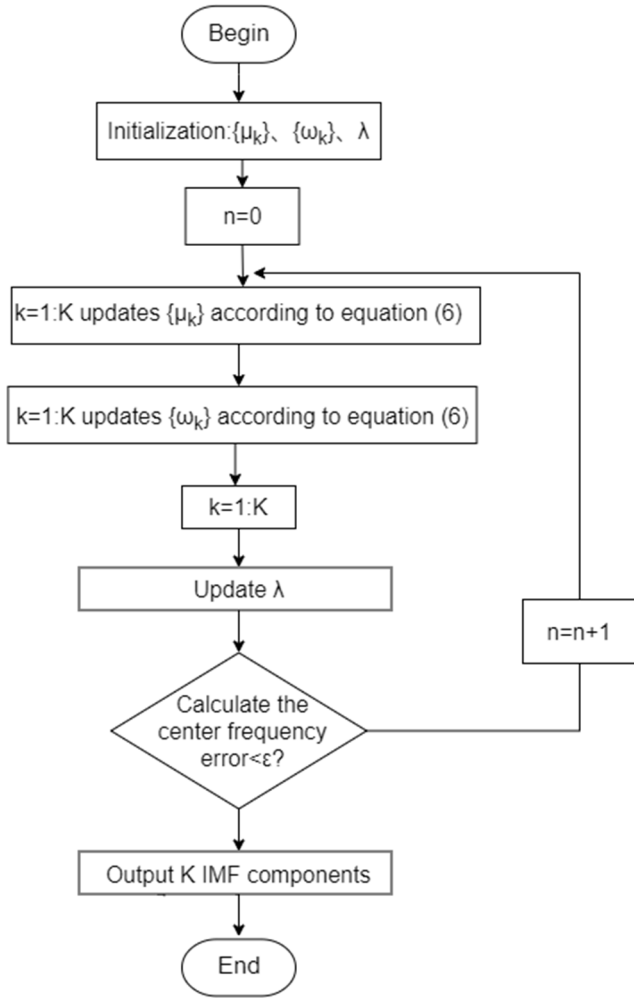 Begin
Initialization:{μₖ}、{ωₖ}、λ
n=0
k=1:K updates {μₖ} according to equation (6)
k=1:K updates {ωₖ} according to equation (6)
k=1:K
Update λ
n=n+1
Calculate the
center frequency
error<ε?
Output K IMF components
End